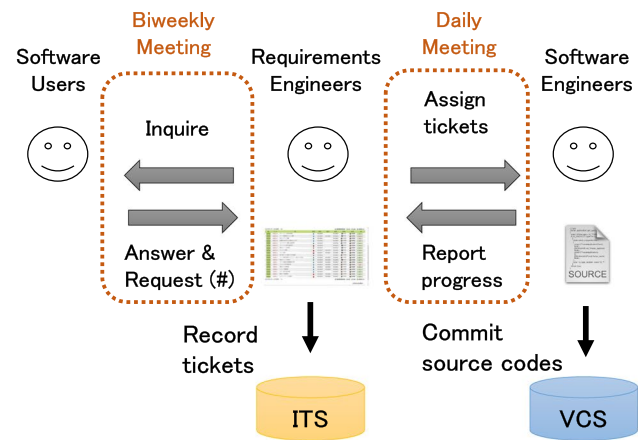 Biweekly
Meeting
Daily
Meeting
Software
Users
Requirements
Engineers
Software
Engineers
Inquire
Assign
tickets
Answer &
Request (#)
Report
progress
SOURCE
Record
tickets
Commit
source codes
ITS
VCS